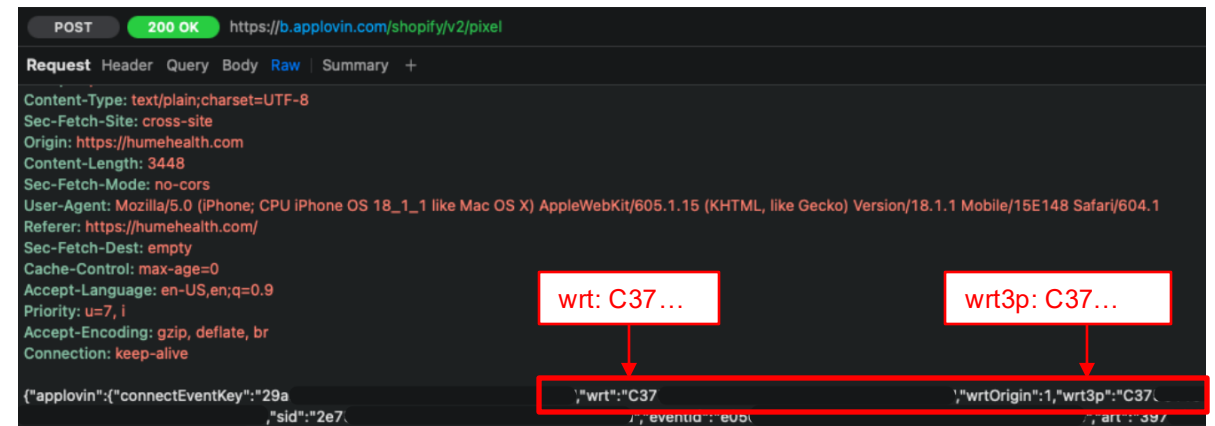 POST 200 OK https://b.applovin.com/shopify/v2/pixel
Request Header Query Body Raw | Summary +
Content-Type: text/plain;charset=UTF-8
Sec-Fetch-Site: cross-site
Origin: https://humehealth.com
Content-Length: 3448
Sec-Fetch-Mode: no-cors
User-Agent: Mozilla/5.0 (iPhone; CPU iPhone OS 18_1_1 like Mac OS X) AppleWebKit/605.1.15 (KHTML, like Gecko) Version/18.1.1 Mobile/15E148 Safari/604.1
Referer: https://humehealth.com/
Sec-Fetch-Dest: empty
Cache-Control: max-age=0
Accept-Language: en-US,en;q=0.9
Priority: u=7, i
Accept-Encoding: gzip, deflate, br
Connection: keep-alive
wrt: C37... wrt3p: C37...
{"applovin":{"connectEventKey":"29a ","wrt":"C37 ","wrtOrigin":1,"wrt3p":"C37
,"sid":"2e7 ,"eventId":"e05 ,"art":"397